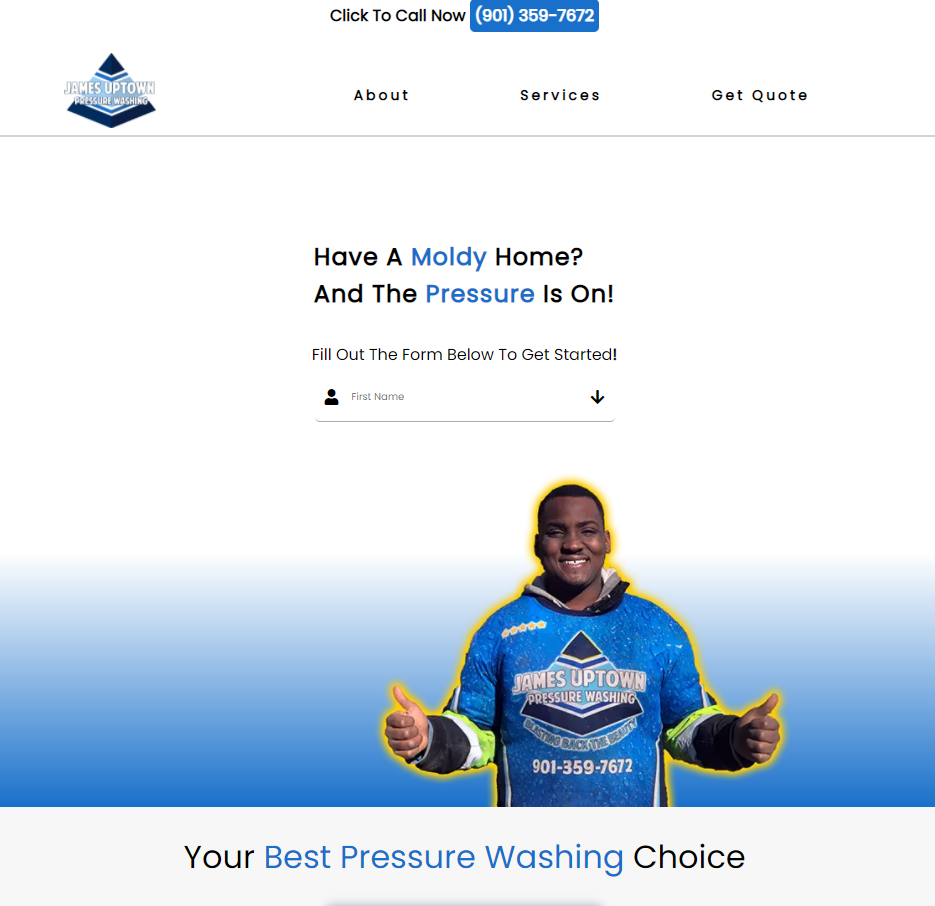 Click To Call Now (901) 359-7672
JAMES UPTOWN
PRESSURE WASHING
About
Services
Get Quote
Have A Moldy Home?
And The Pressure Is On!
Fill Out The Form Below To Get Started!
First Name
JAMES UPTOWN
PRESSURE WASHING
BLASTING BACK THE BEAUTY
901-359-7672
Your Best Pressure Washing Choice